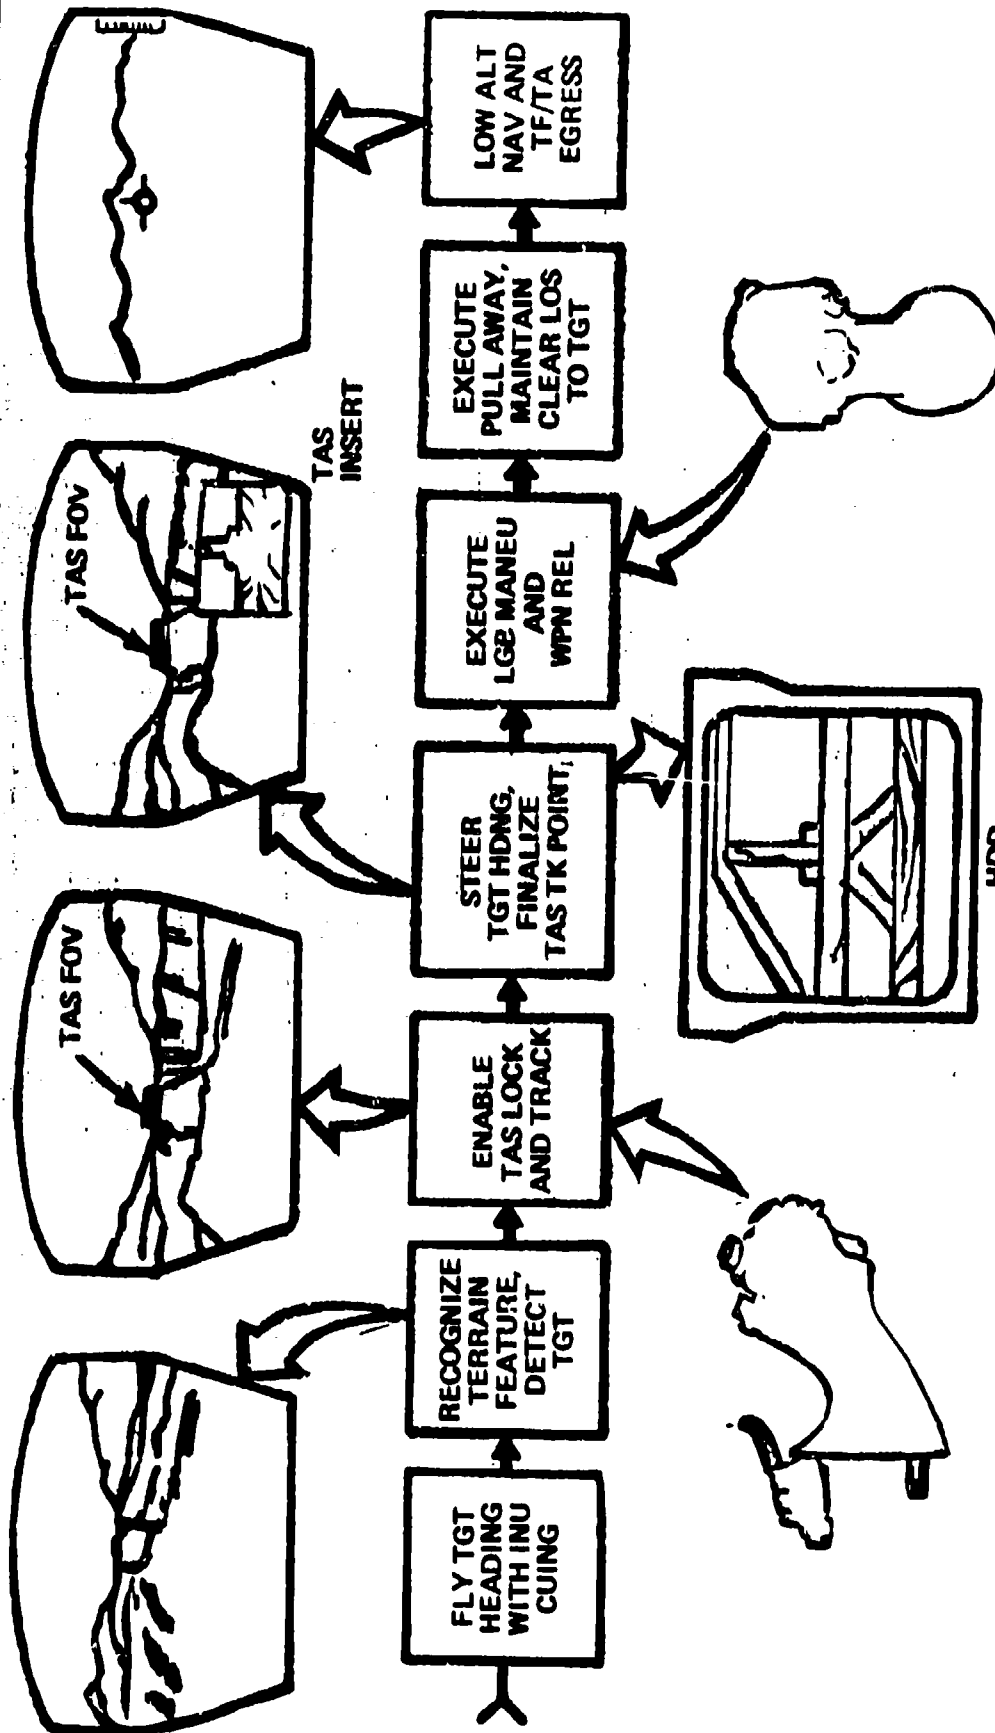 TAS FOV
TAS FOV
TAS
INSERT
FLY TGT
HEADING
WITH INU
CUING
RECOGNIZE
TERRAIN
FEATURE,
DETECT
TGT
ENABLE
TAS LOCK
AND TRACK
STEER
TGT HDNG,
FINALIZE
TAS TK POINT,
EXECUTE
LGB MANEU
AND
WPN REL
EXECUTE
PULL AWAY,
MAINTAIN
CLEAR LOS
TO TGT
LOW ALT
NAV AND
TF/TA
EGRESS